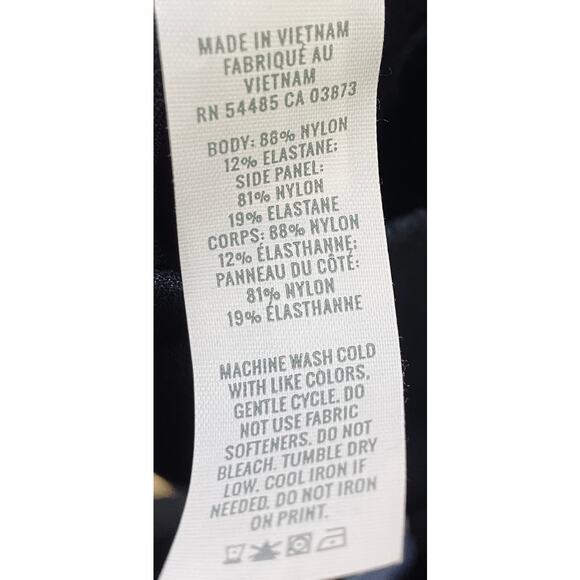 MADE IN VIETNAM
FABRIQUÉ AU
VIETNAM
RN 54485 CA 03873
BODY: 88% NYLON
12% ELASTANE;
SIDE PANEL:
81% NYLON
19% ELASTANE
CORPS: 88% NYLON
12% ÉLASTHANNE;
PANNEAU DU CÔTÉ:
81% NYLON
19% ÉLASTHANNE
MACHINE WASH COLD
WITH LIKE COLORS,
GENTLE CYCLE. DO
NOT USE FABRIC
SOFTENERS. DO NOT
BLEACH. TUMBLE DRY
LOW. COOL IRON IF
NEEDED. DO NOT IRON
ON PRINT.